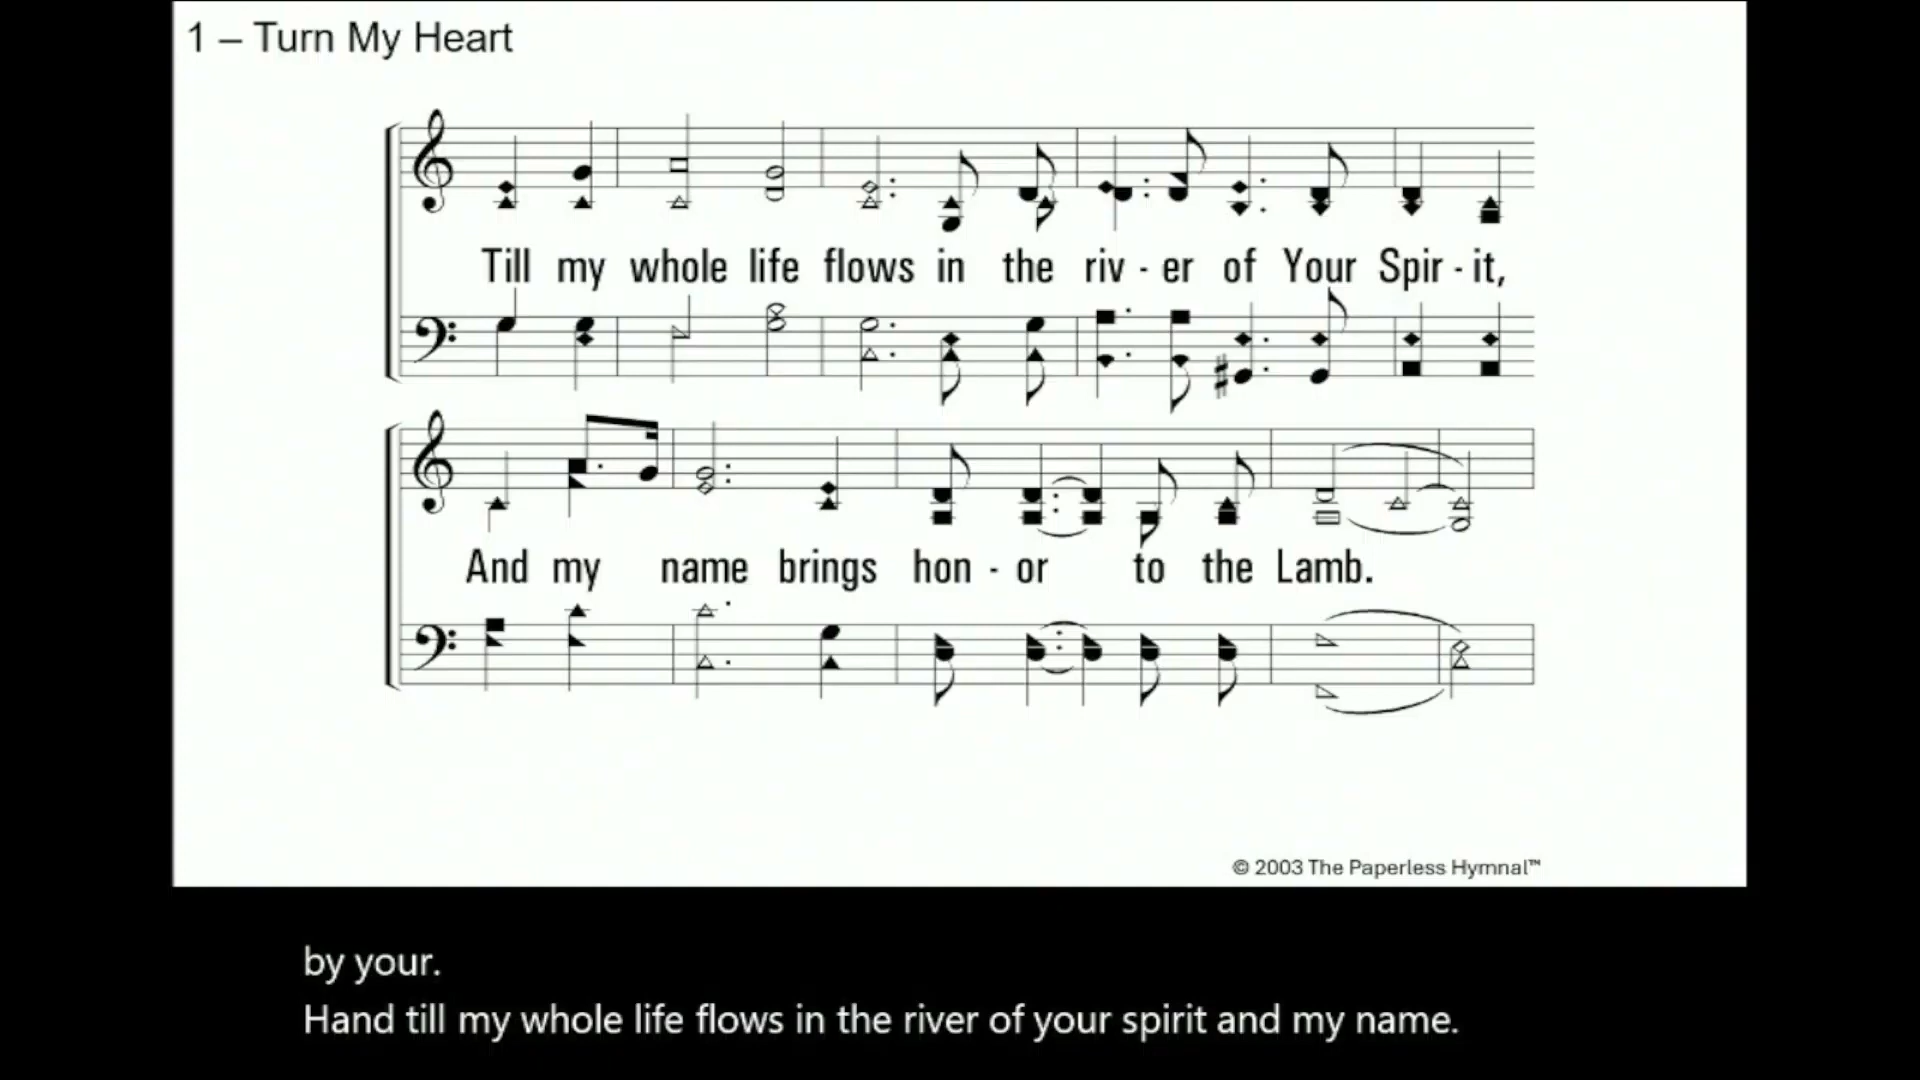 1 – Turn My Heart
Till my whole life flows in the riv - er of Your Spir - it,
And my name brings hon - or to the Lamb.
© 2003 The Paperless Hymnal™
by your.
Hand till my whole life flows in the river of your spirit and my name.